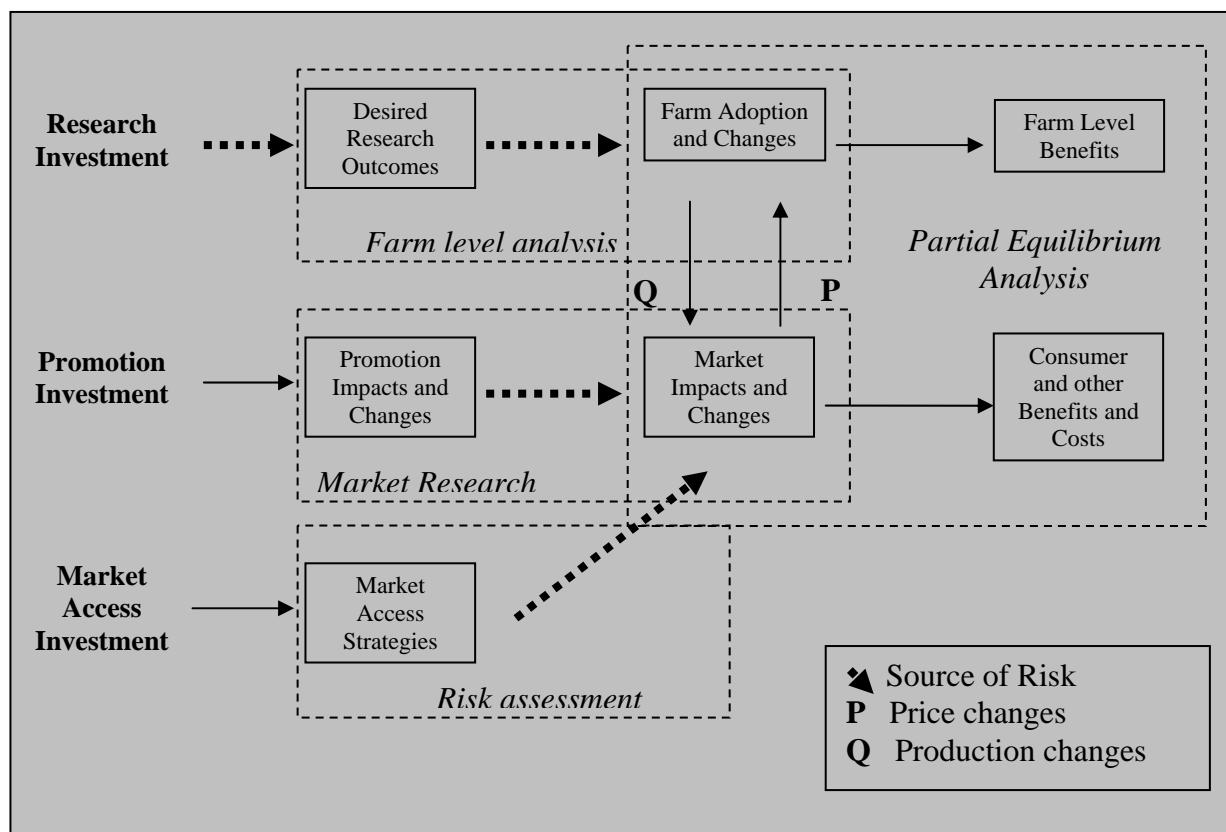 Research
Investment
Desired
Research
Outcomes
Farm Adoption
and Changes
Farm Level
Benefits
Farm level analysis
Partial Equilibrium
Analysis
Q
P
Promotion
Investment
Promotion
Impacts and
Changes
Market
Impacts and
Changes
Consumer
and other
Benefits and
Costs
Market Research
Market
Access
Investment
Market
Access
Strategies
Risk assessment
Source of Risk
P Price changes
Q Production changes